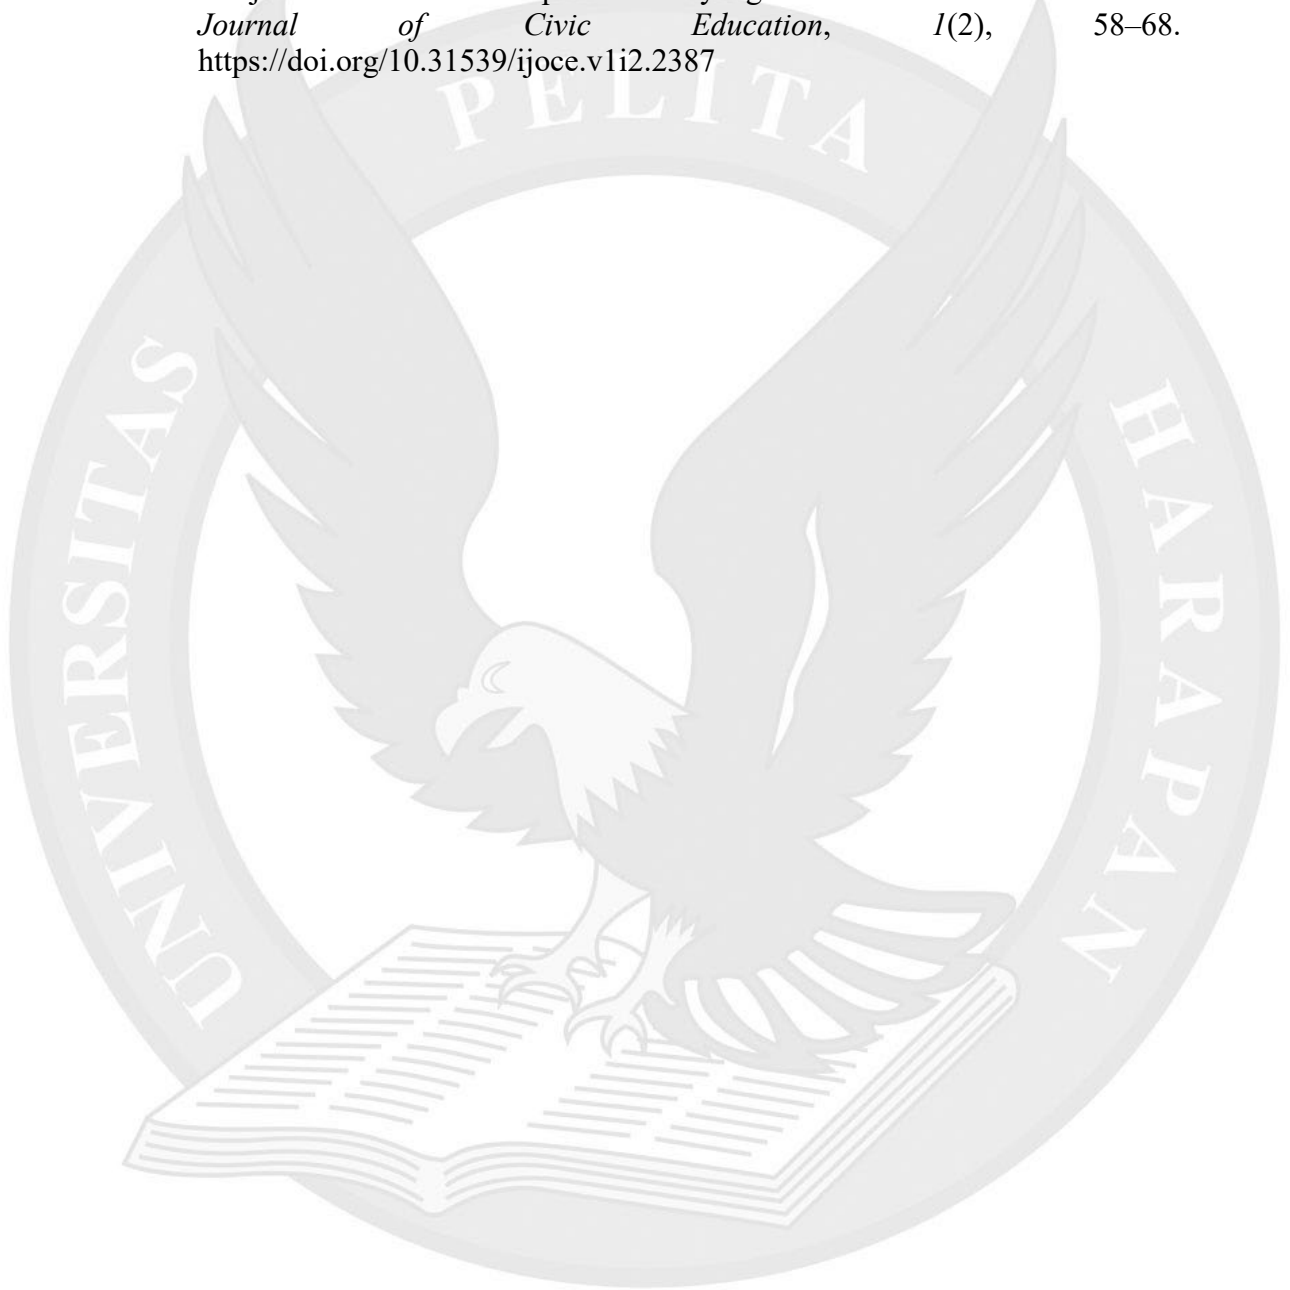 Journal of Civic Education, 1(2), 58–68.
https://doi.org/10.31539/ijoce.v1i2.2387
UNIVERSITAS PELITA HARAPAN